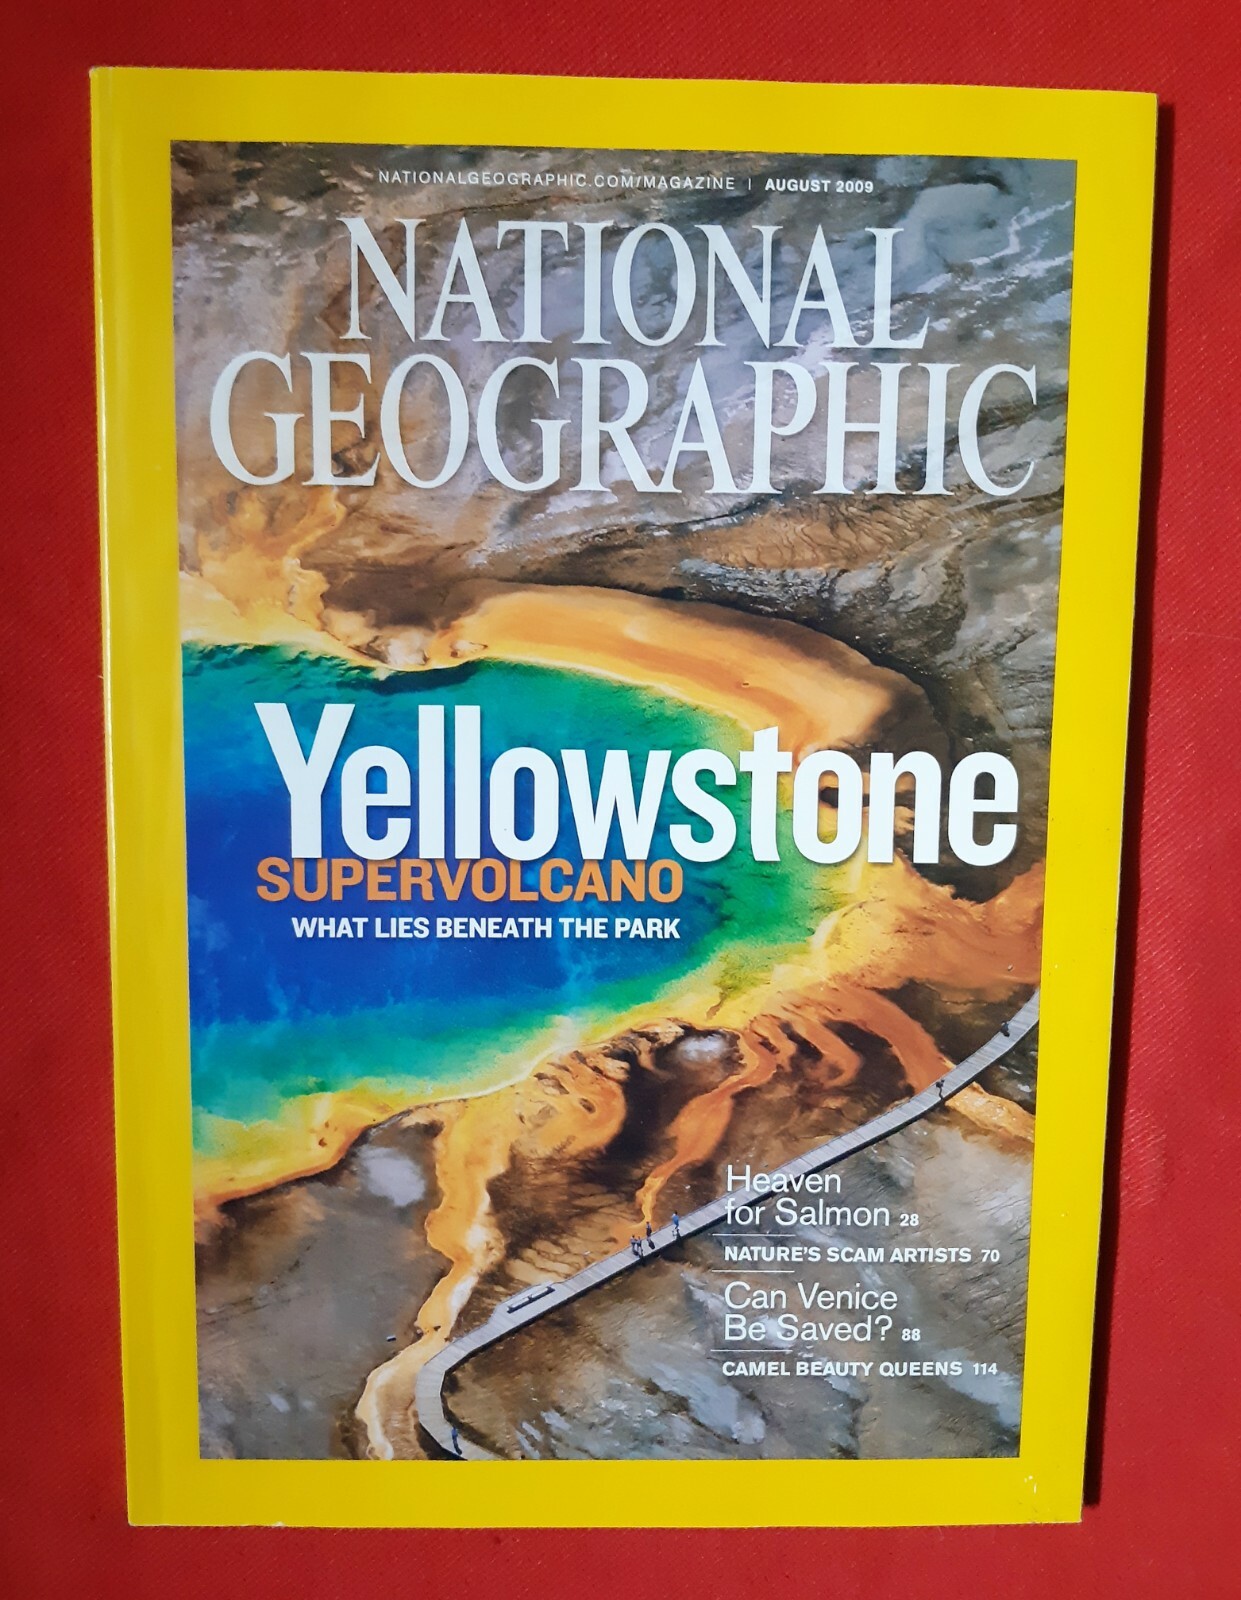 NATIONALGEOGRAPHIC.COM/MAGAZINE | AUGUST 2009
NATIONAL
GEOGRAPHIC
Yellowstone
SUPERVOLCANO
WHAT LIES BENEATH THE PARK
Heaven
for Salmon 28
NATURE'S SCAM ARTISTS 70
Can Venice
Be Saved? 88
CAMEL BEAUTY QUEENS 114